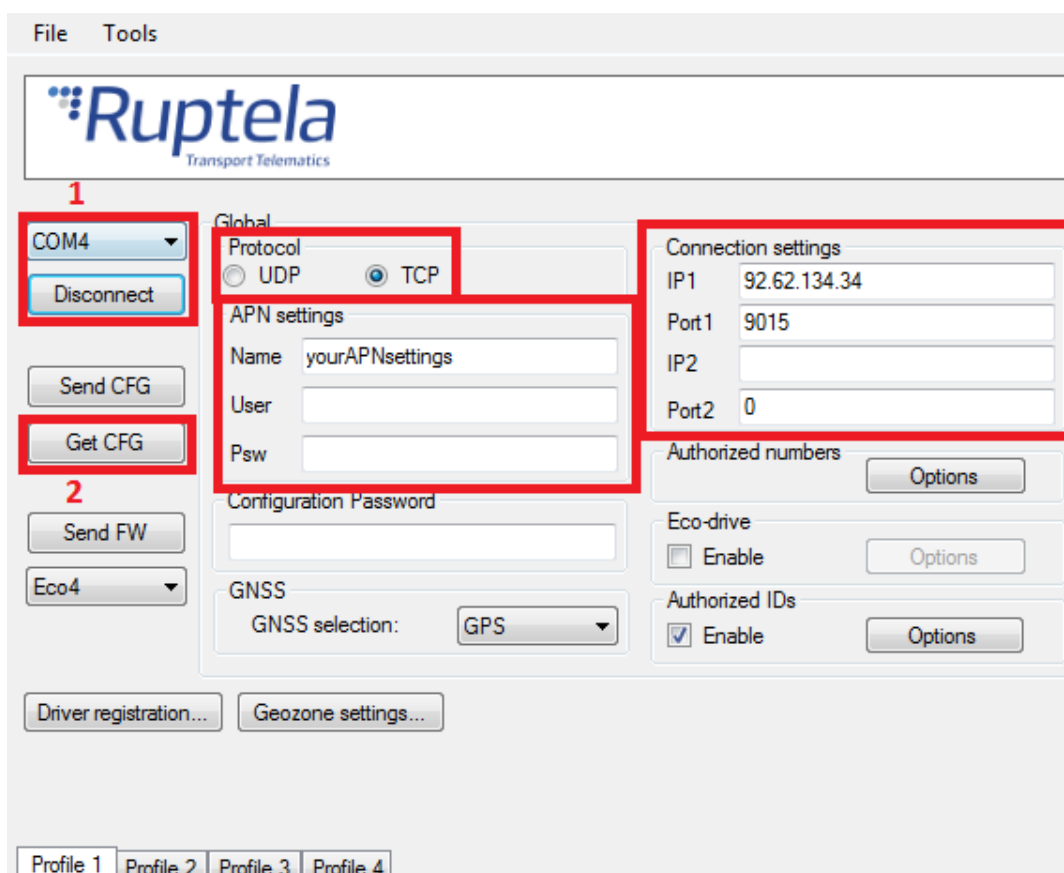 File Tools
Ruptela
Transport Telematics
1
COM4
Disconnect
Send CFG
Get CFG
2
Send FW
Eco4
Global
Protocol
UDP TCP
APN settings
Name yourAPNsettings
User
Psw
Configuration Password
GNSS
GNSS selection: GPS
Connection settings
IP1 92.62.134.34
Port1 9015
IP2
Port2 0
Authorized numbers
Options
Eco-drive
Enable Options
Authorized IDs
Enable Options
Driver registration... Geozone settings...
Profile 1 Profile 2 Profile 3 Profile 4